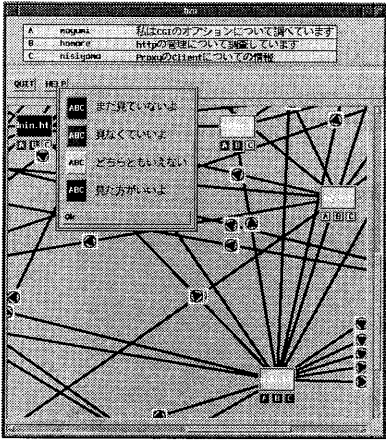 A mayumi 私はCGIのオプションについて調べています
B homare httpの管理について調査しています
C nisiyama ProxyのClientについての情報
QUIT HELP
ABC まだ見ていないよ
ABC 見なくていいよ
ABC どちらともいえない
ABC 見た方がいいよ
Ok
min.ht
A B C
A B C
A B C
A B C